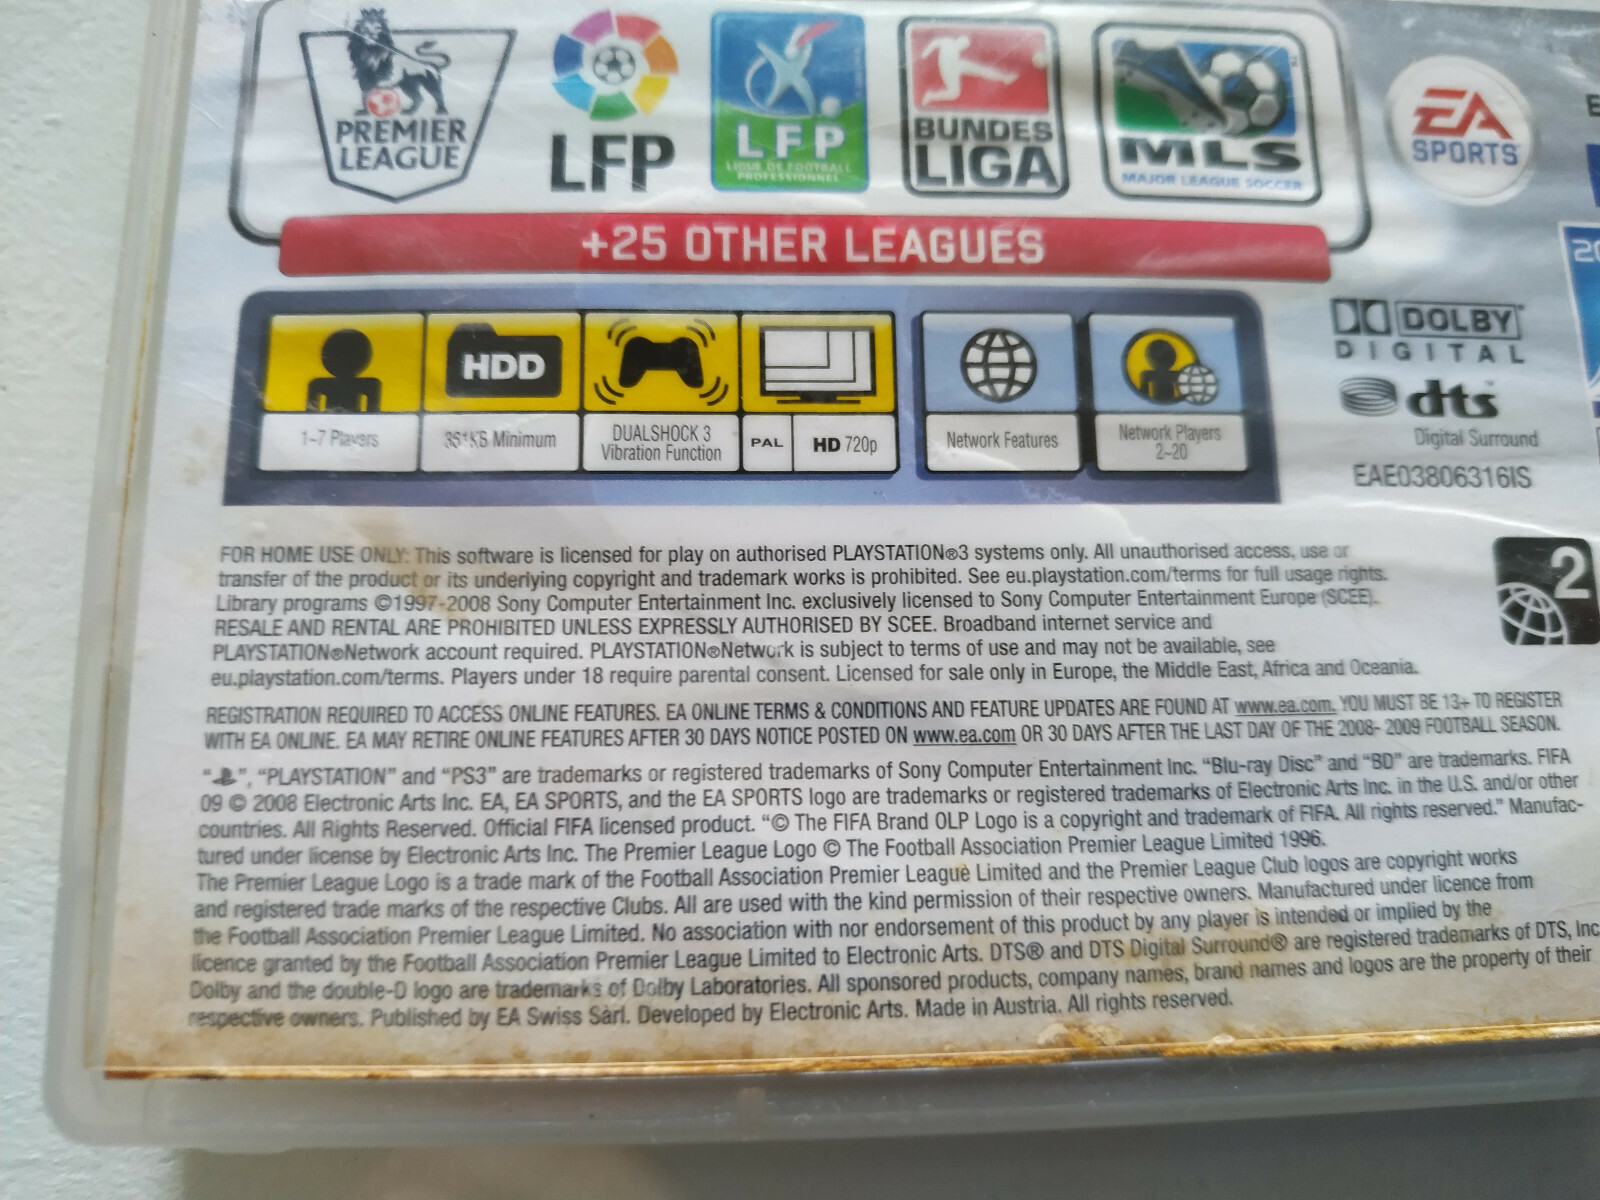 PREMIER
LEAGUE
LFP
LFP
LIGUE DE FOOTBALL
PROFESSIONNEL
BUNDES
LIGA
MLS
MAJOR LEAGUE SOCCER
EA
SPORTS
+25 OTHER LEAGUES
HDD
1-7 Players
Minimum
DUALSHOCK 3
Vibration Function
PAL
HD 720p
Network Features
Network Players
2-20
DOLBY
DIGITAL
dts
Digital Surround
EAE03806316IS
2
FOR HOME USE ONLY: This software is licensed for play on authorised PLAYSTATION®3 systems only. All unauthorised access, use or
transfer of the product or its underlying copyright and trademark works is prohibited. See eu.playstation.com/terms for full usage rights.
Library programs ©1997-2008 Sony Computer Entertainment Inc. exclusively licensed to Sony Computer Entertainment Europe (SCEE).
RESALE AND RENTAL ARE PROHIBITED UNLESS EXPRESSLY AUTHORISED BY SCEE. Broadband internet service and
PLAYSTATION®Network account required. PLAYSTATION®Network is subject to terms of use and may not be available, see
eu.playstation.com/terms. Players under 18 require parental consent. Licensed for sale only in Europe, the Middle East, Africa and Oceania.
REGISTRATION REQUIRED TO ACCESS ONLINE FEATURES. EA ONLINE TERMS & CONDITIONS AND FEATURE UPDATES ARE FOUND AT www.ea.com. YOU MUST BE 13+ TO REGISTER
WITH EA ONLINE. EA MAY RETIRE ONLINE FEATURES AFTER 30 DAYS NOTICE POSTED ON www.ea.com OR 30 DAYS AFTER THE LAST DAY OF THE 2008- 2009 FOOTBALL SEASON.
“ ”, “PLAYSTATION” and “PS3” are trademarks or registered trademarks of Sony Computer Entertainment Inc. “Blu-ray Disc” and “BD” are trademarks. FIFA
09 © 2008 Electronic Arts Inc. EA, EA SPORTS, and the EA SPORTS logo are trademarks or registered trademarks of Electronic Arts Inc. in the U.S. and/or other
countries. All Rights Reserved. Official FIFA licensed product. “© The FIFA Brand OLP Logo is a copyright and trademark of FIFA. All rights reserved.” Manufac-
tured under license by Electronic Arts Inc. The Premier League Logo © The Football Association Premier League Limited 1996.
The Premier League Logo is a trade mark of the Football Association Premier League Limited and the Premier League Club logos are copyright works
and registered trade marks of the respective Clubs. All are used with the kind permission of their respective owners. Manufactured under licence from
the Football Association Premier League Limited. No association with nor endorsement of this product by any player is intended or implied by the
licence granted by the Football Association Premier League Limited to Electronic Arts. DTS® and DTS Digital Surround® are registered trademarks of DTS, Inc
Dolby and the double-D logo are trademarks of Dolby Laboratories. All sponsored products, company names, brand names and logos are the property of their
respective owners. Published by EA Swiss Sàrl. Developed by Electronic Arts. Made in Austria. All rights reserved.